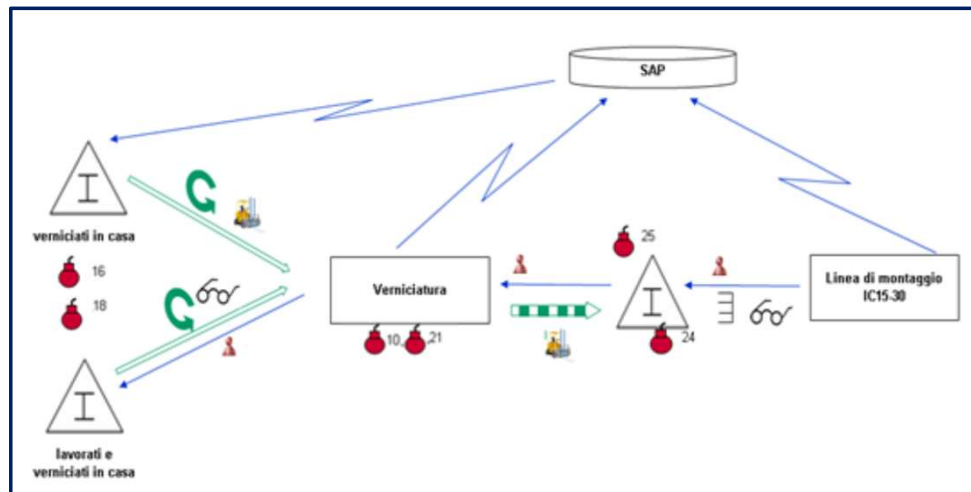 SAP
verniciati in casa
16
18
25
Verniciatura
Linea di montaggio
IC15-30
10,
,21
24
lavorati e
verniciati in casa